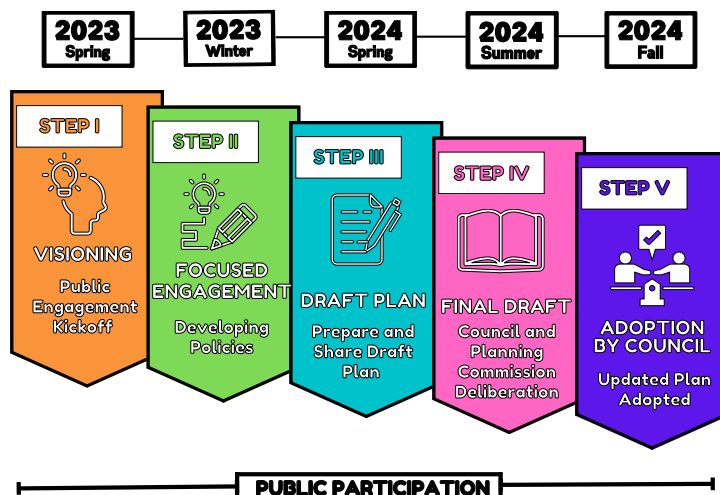 2023
Spring
2023
Winter
2024
Spring
2024
Summer
2024
Fall
STEP I
VISIONING
Public
Engagement
Kickoff
STEP II
FOCUSED
ENGAGEMENT
Developing
Policies
STEP III
DRAFT PLAN
Prepare and
Share Draft
Plan
STEP IV
FINAL DRAFT
Council and
Planning
Commission
Deliberation
STEP V
ADOPTION
BY COUNCIL
Updated Plan
Adopted
PUBLIC PARTICIPATION